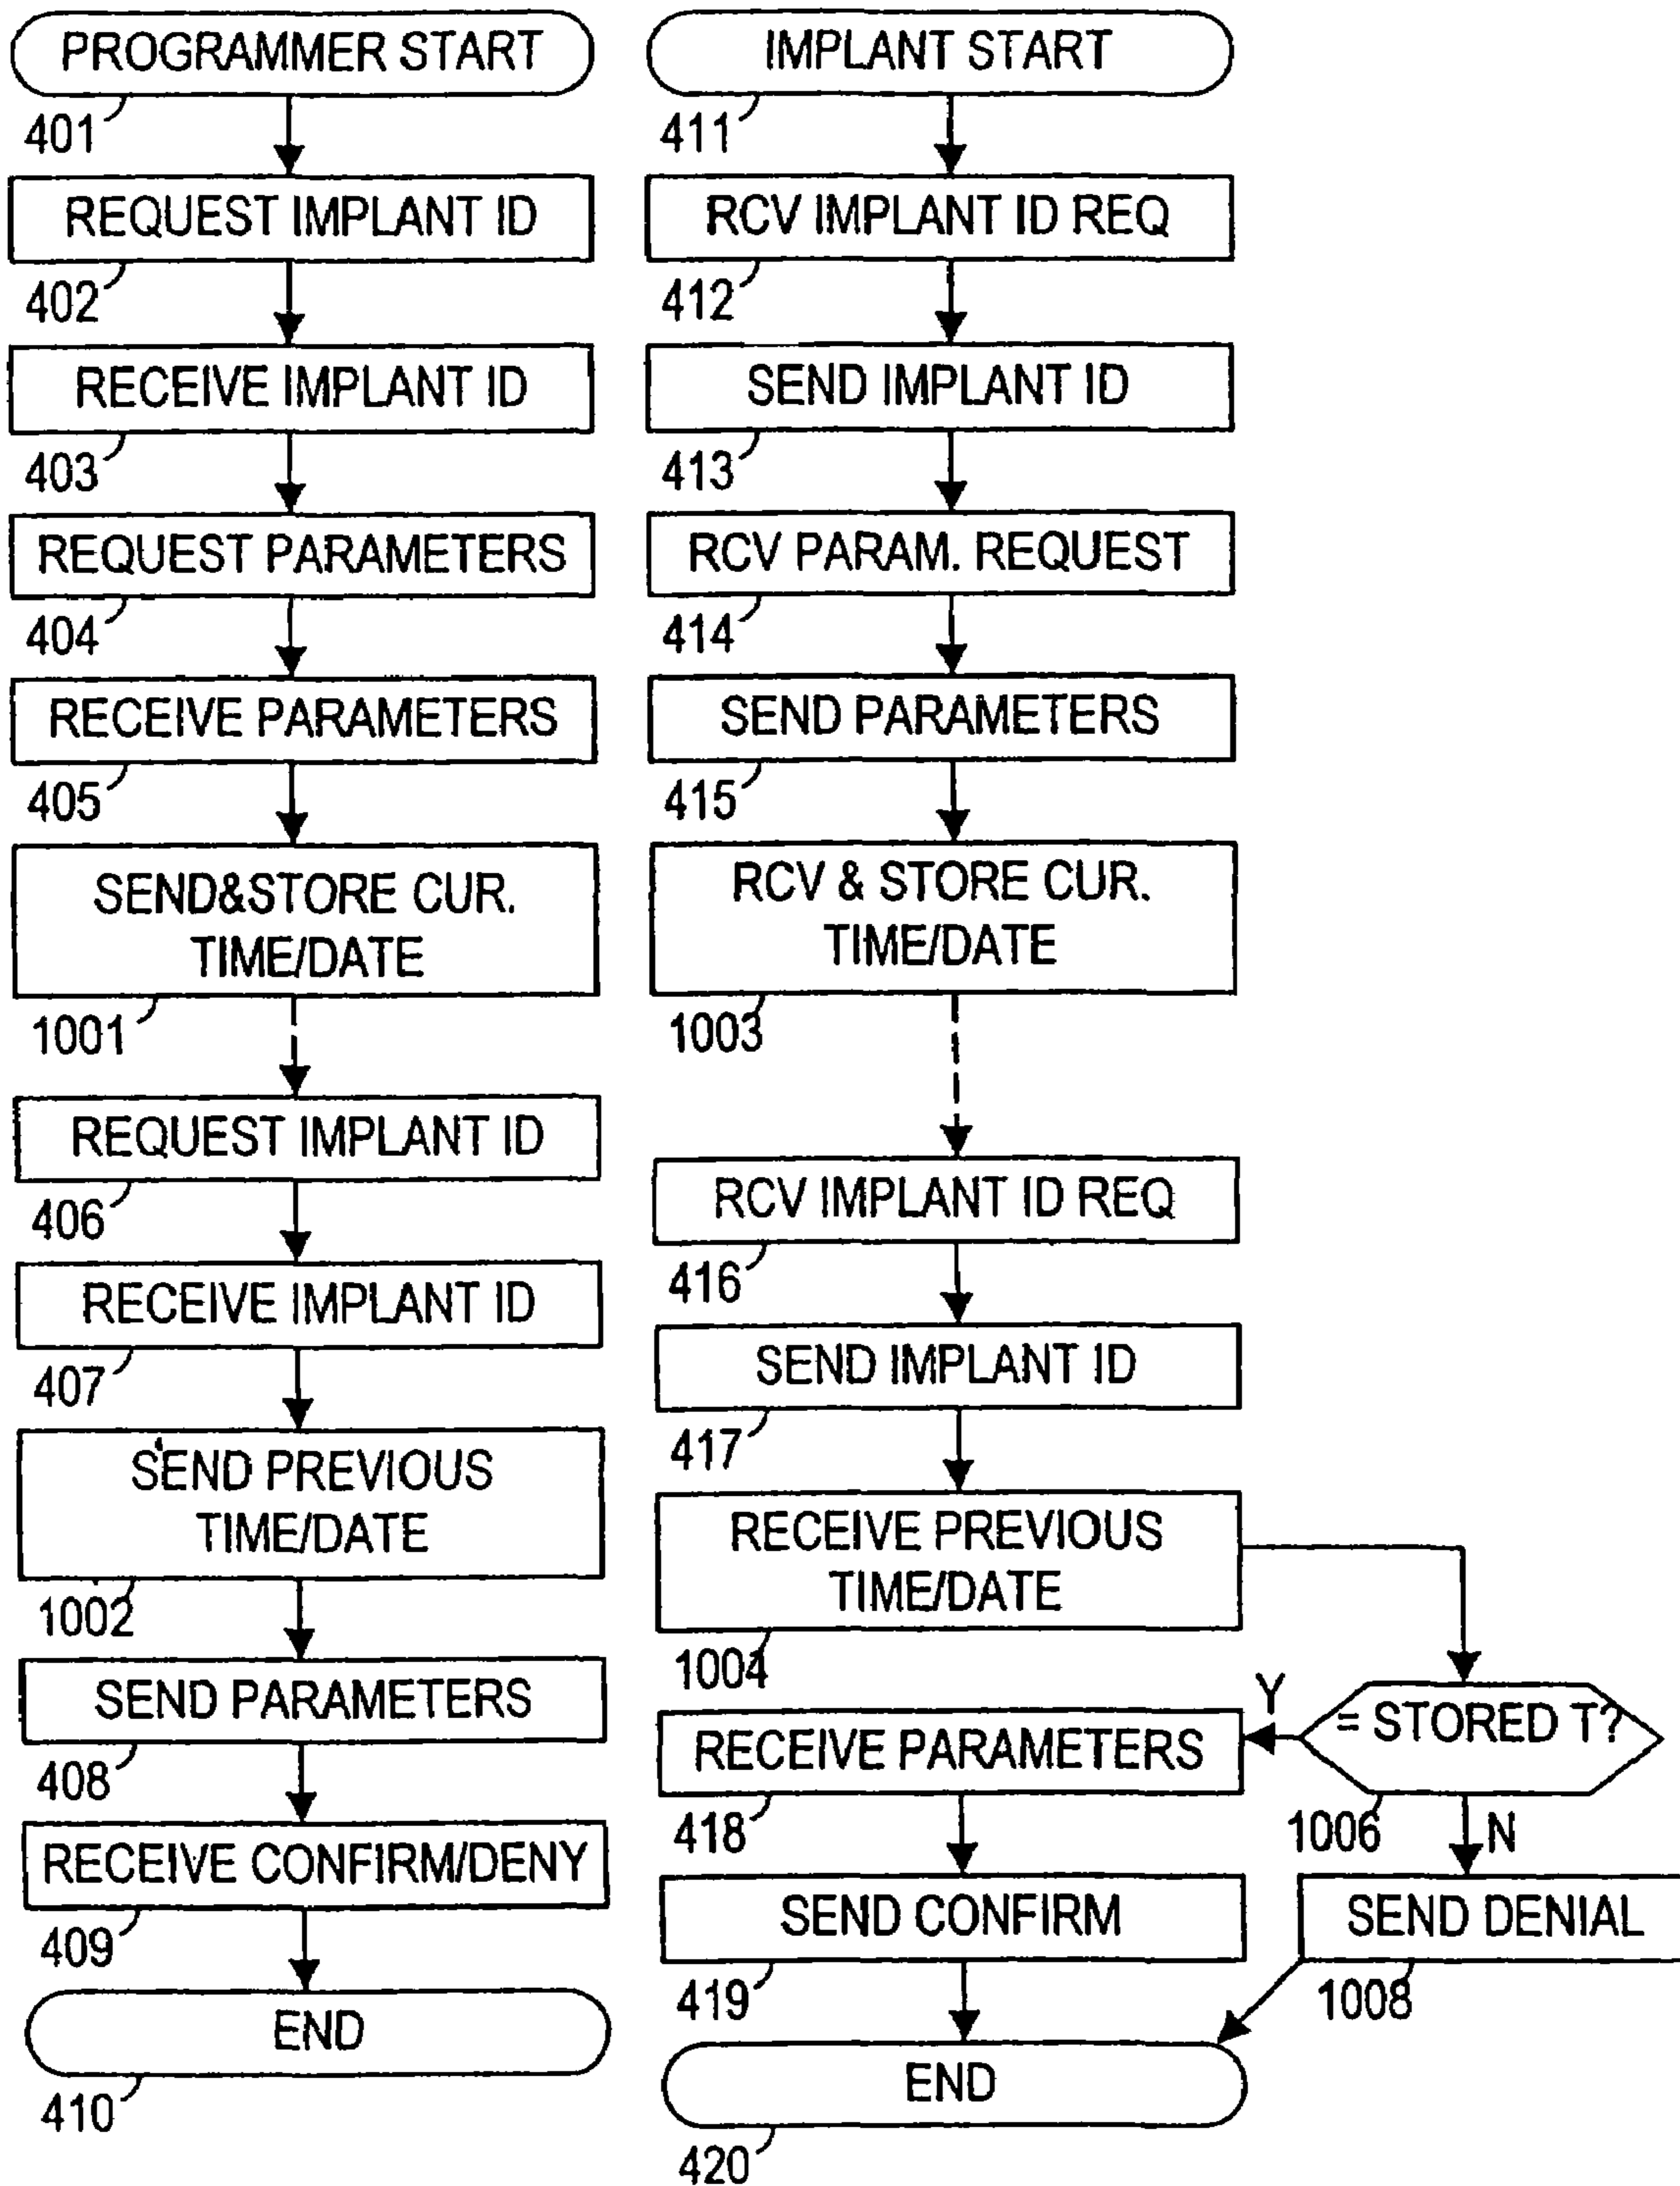 PROGRAMMER START
401
REQUEST IMPLANT ID
402
RECEIVE IMPLANT ID
403
REQUEST PARAMETERS
404
RECEIVE PARAMETERS
405
SEND&STORE CUR.
TIME/DATE
1001
REQUEST IMPLANT ID
406
RECEIVE IMPLANT ID
407
SEND PREVIOUS
TIME/DATE
1002
SEND PARAMETERS
408
RECEIVE CONFIRM/DENY
409
END
410
IMPLANT START
411
RCV IMPLANT ID REQ
412
SEND IMPLANT ID
413
RCV PARAM. REQUEST
414
SEND PARAMETERS
415
RCV & STORE CUR.
TIME/DATE
1003
RCV IMPLANT ID REQ
416
SEND IMPLANT ID
417
RECEIVE PREVIOUS
TIME/DATE
1004
= STORED T?
1006
Y
N
RECEIVE PARAMETERS
418
SEND CONFIRM
419
SEND DENIAL
1008
END
420